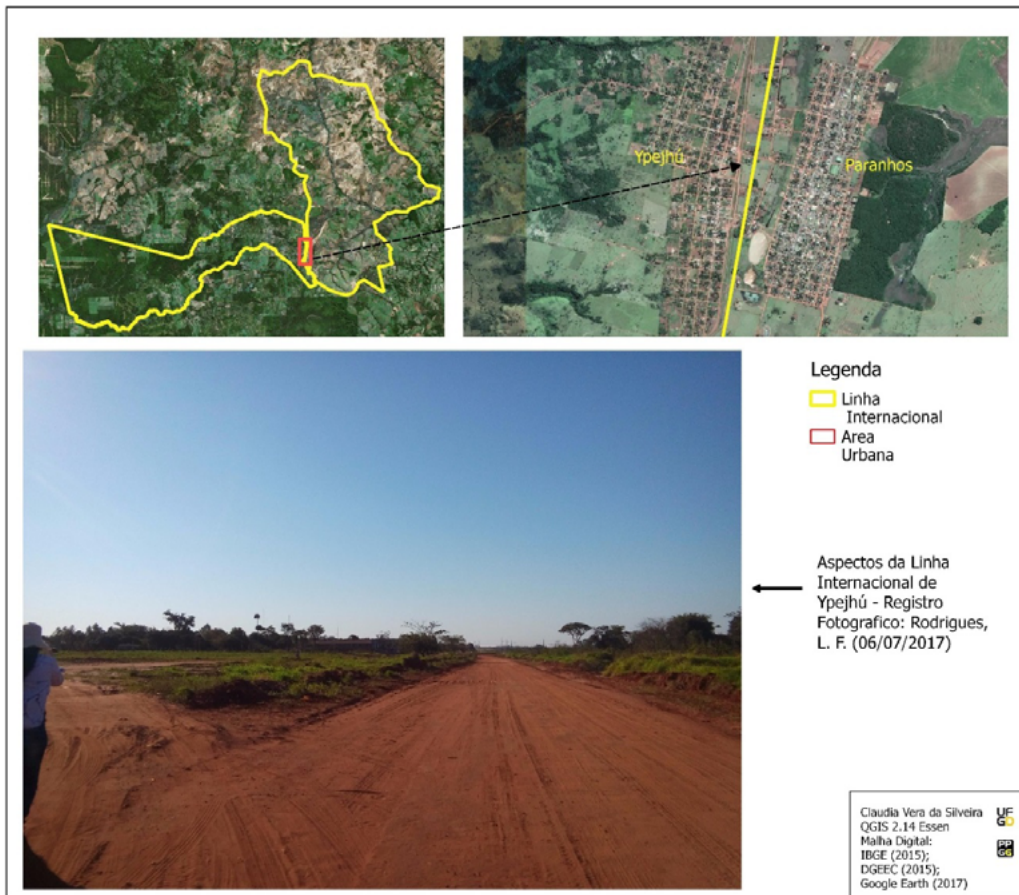 Ypejhú
Paranhos
Legenda
Linha
Internacional
Area
Urbana
Aspectos da Linha
Internacional de
Ypejhú - Registro
Fotografico: Rodrigues,
L. F. (06/07/2017)
Claudia Vera da Silveira
QGIS 2.14 Essen
Malha Digital:
IBGE (2015);
DGEEC (2015);
Google Earth (2017)
UF
GD
PP
GG